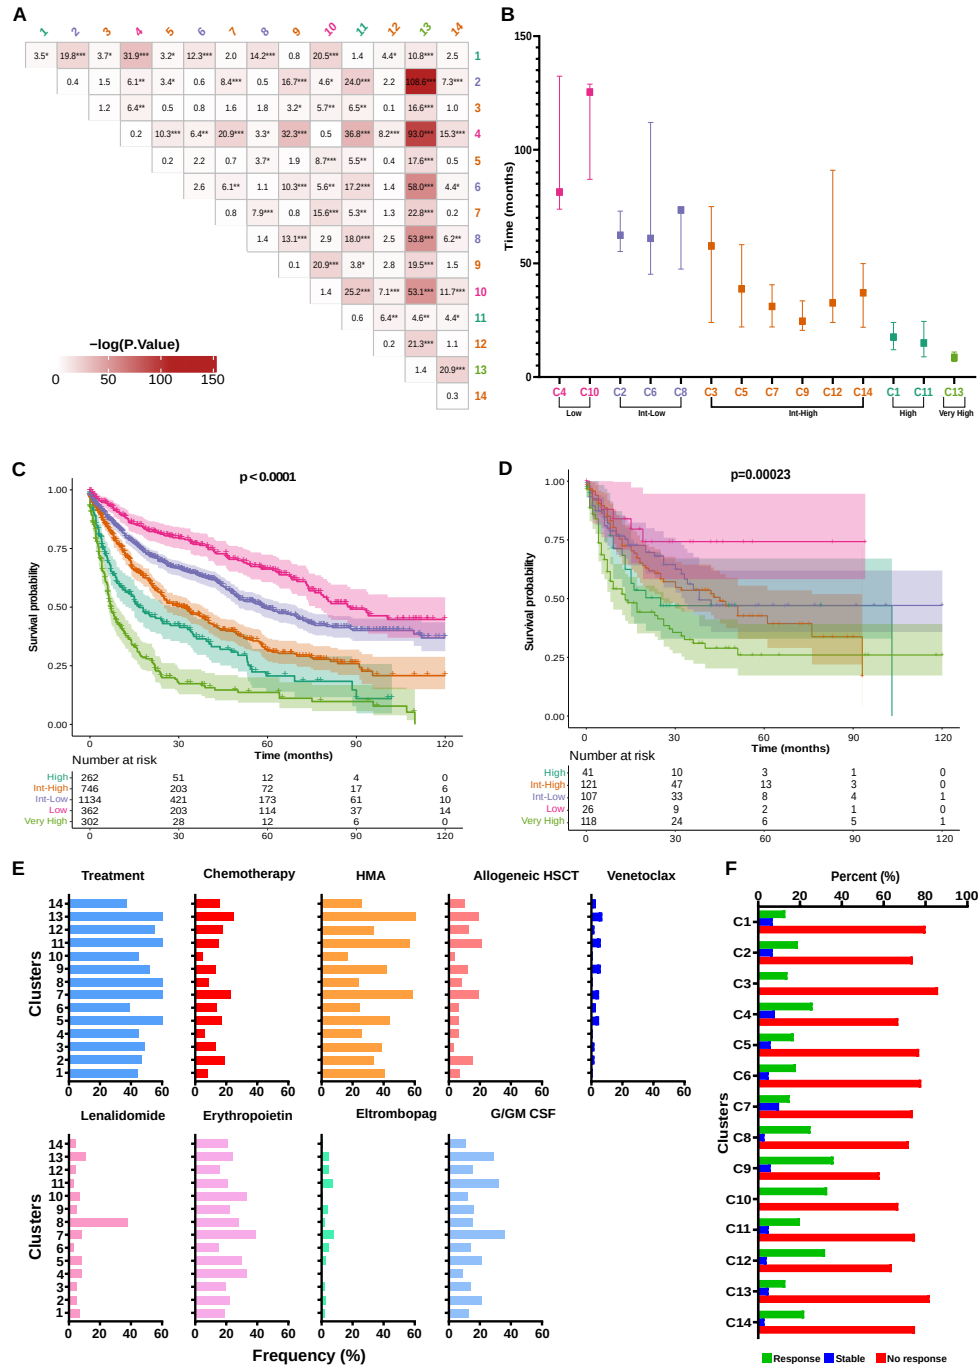 A
1 2 3 4 5 6 7 8 9 10 11 12 13 14
3.5* 19.8*** 3.7* 31.9*** 3.2* 12.3*** 2.0 14.2*** 0.8 20.5*** 1.4 4.4* 10.8*** 2.5 1
0.4 1.5 6.1** 3.4* 0.6 8.4*** 0.5 16.7*** 4.6* 24.0*** 2.2 108.6*** 7.3*** 2
1.2 6.4** 0.5 0.8 1.6 1.8 3.2* 5.7** 6.5** 0.1 16.6*** 1.0 3
0.2 10.3*** 6.4** 20.9*** 3.3* 32.3*** 0.5 36.8*** 8.2*** 93.0*** 15.3*** 4
0.2 2.2 0.7 3.7* 1.9 8.7*** 5.5** 0.4 17.6*** 0.5 5
2.6 6.1** 1.1 10.3*** 5.6** 17.2*** 1.4 58.0*** 4.4* 6
0.8 7.9*** 0.8 15.6*** 5.3** 1.3 22.8*** 0.2 7
1.4 13.1*** 2.9 18.0*** 2.5 53.8*** 6.2** 8
0.1 20.9*** 3.8* 2.8 19.5*** 1.5 9
1.4 25.2*** 7.1*** 53.1*** 11.7*** 10
0.6 6.4** 4.6** 4.4* 11
0.2 21.3*** 1.1 12
1.4 20.9*** 13
0.3 14
−log(P.Value)
0 50 100 150
B
Time (months)
150
100
50
0
C4 C10 C2 C6 C8 C3 C5 C7 C9 C12 C14 C1 C11 C13
Low Int-Low Int-High High Very High
C
p < 0.0001
Survival probability
1.00
0.75
0.50
0.25
0.00
0 30 60 90 120
Time (months)
Number at risk
High 262 51 12 4 0
Int-High 746 203 72 17 6
Int-Low 1134 421 173 61 10
Low 362 203 114 37 14
Very High 302 28 12 6 0
0 30 60 90 120
D
p=0.00023
Survival probability
1.00
0.75
0.50
0.25
0.00
0 30 60 90 120
Time (months)
Number at risk
High 41 10 3 1 0
Int-High 121 47 13 3 0
Int-Low 107 33 8 4 1
Low 26 9 2 1 0
Very High 118 24 6 5 1
0 30 60 90 120
E
Treatment Chemotherapy HMA Allogeneic HSCT Venetoclax
Clusters
14
13
12
11
10
9
8
7
6
5
4
3
2
1
0 20 40 60 0 20 40 60 0 20 40 60 0 20 40 60 0 20 40 60
Lenalidomide Erythropoietin Eltrombopag G/GM CSF
Clusters
14
13
12
11
10
9
8
7
6
5
4
3
2
1
0 20 40 60 0 20 40 60 0 20 40 60 0 20 40 60
Frequency (%)
F
Percent (%)
0 20 40 60 80 100
Clusters
C1
C2
C3
C4
C5
C6
C7
C8
C9
C10
C11
C12
C13
C14
Response Stable No response